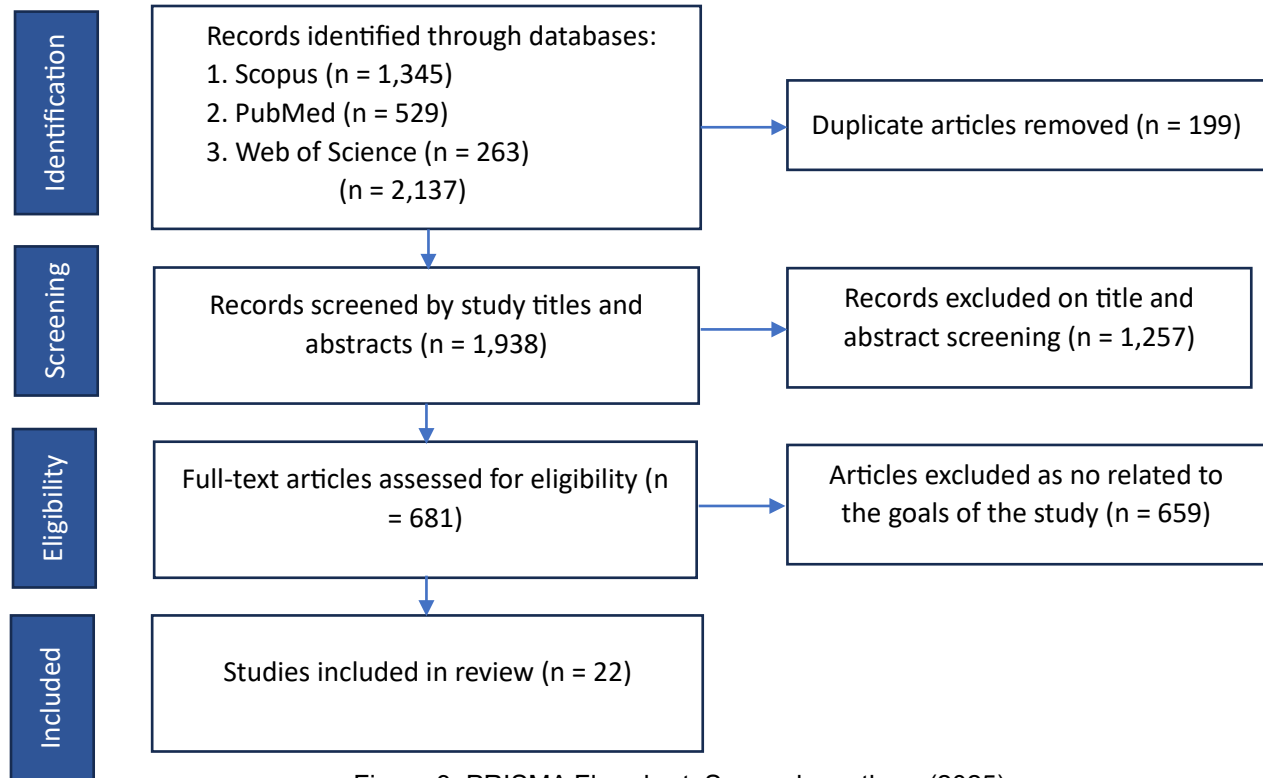 Identification
Records identified through databases:
1. Scopus (n = 1,345)
2. PubMed (n = 529)
3. Web of Science (n = 263)
(n = 2,137)
Duplicate articles removed (n = 199)
Screening
Records screened by study titles and
abstracts (n = 1,938)
Records excluded on title and
abstract screening (n = 1,257)
Eligibility
Full-text articles assessed for eligibility (n
= 681)
Articles excluded as no related to
the goals of the study (n = 659)
Included
Studies included in review (n = 22)
PRISMA
(2025)